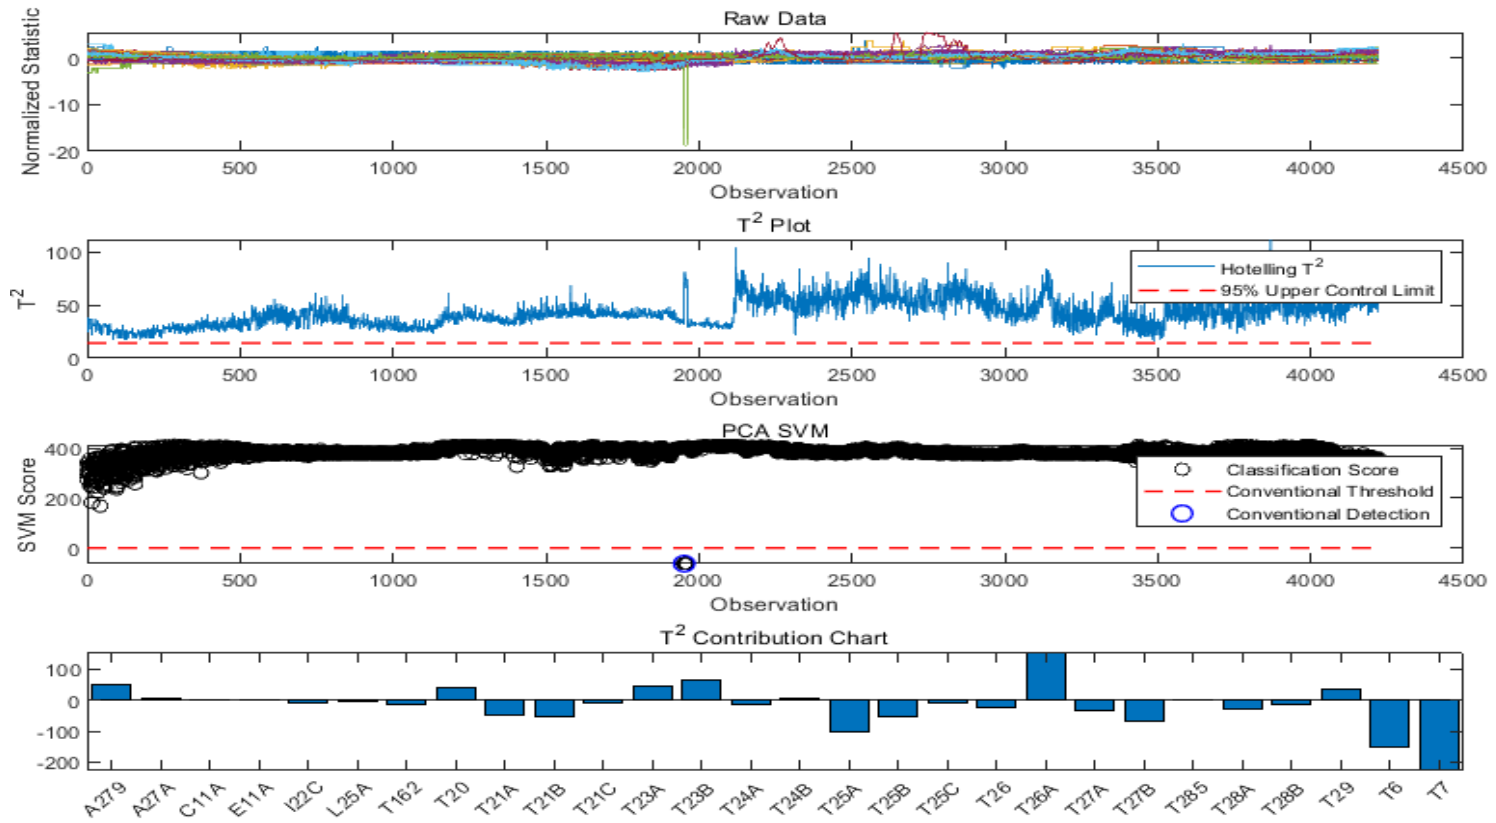 Raw Data
Normalized Statistic
0
-10
-20
0 500 1000 1500 2000 2500 3000 3500 4000 4500
Observation
T² Plot
T²
100
50
0
Hotelling T²
95% Upper Control Limit
0 500 1000 1500 2000 2500 3000 3500 4000 4500
Observation
PCA SVM
SVM Score
400
200
0
Classification Score
Conventional Threshold
Conventional Detection
0 500 1000 1500 2000 2500 3000 3500 4000 4500
Observation
T² Contribution Chart
100
0
-100
-200
A279 A27A C11A E11A I22C L25A T162 T20 T21A T21B T21C T23A T23B T24A T24B T25A T25B T25C T26 T26A T27A T27B T285 T28A T28B T29 T6 T7